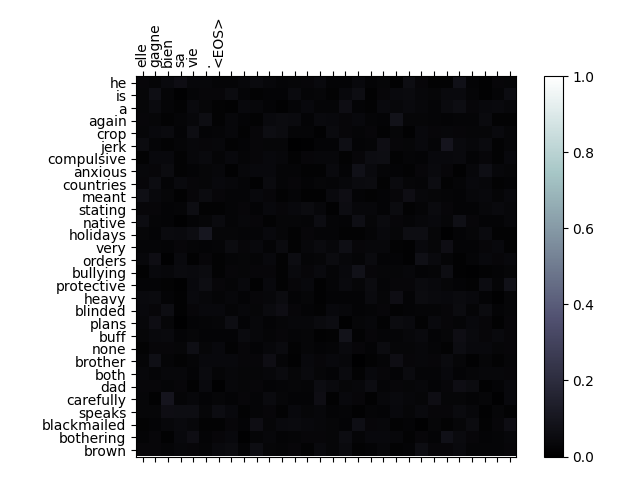 elle
gagne
bien
sa
vie
.
<EOS>
he
is
a
again
crop
jerk
compulsive
anxious
countries
meant
stating
native
holidays
very
orders
bullying
protective
heavy
blinded
plans
buff
none
brother
both
dad
carefully
speaks
blackmailed
bothering
brown
1.0
0.8
0.6
0.4
0.2
0.0